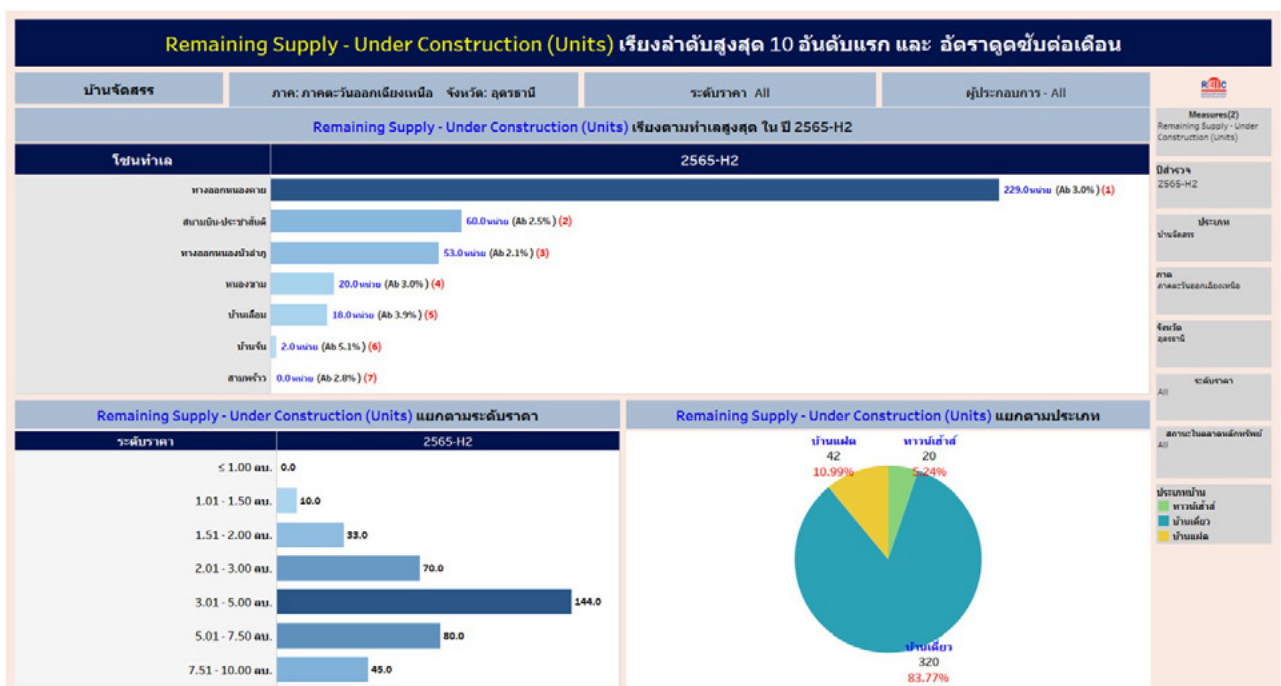 Remaining Supply - Under Construction (Units) เรียงลำดับสูงสุด 10 อันดับแรก และ อัตราดูดซับต่อเดือน
บ้านจัดสรร
ภาค: ภาคตะวันออกเฉียงเหนือ จังหวัด: อุดรธานี
ระดับราคา All
ผู้ประกอบการ - All
Remaining Supply - Under Construction (Units) เรียงตามทำเลสูงสุด ใน ปี 2565-H2
โซนทำเล
2565-H2
ทางออกหนองคาย
229.0หน่วย (Ab 3.0%) (1)
สนามบิน-ประชาสันติ
60.0หน่วย (Ab 2.5%) (2)
ทางออกหนองบัวลำภู
53.0หน่วย (Ab 2.1%) (3)
หนองขาม
20.0หน่วย (Ab 3.0%) (4)
บ้านเลื่อม
18.0หน่วย (Ab 3.9%) (5)
บ้านจั่น
2.0หน่วย (Ab 5.1%) (6)
สามพร้าว
0.0หน่วย (Ab 2.8%) (7)
Remaining Supply - Under Construction (Units) แยกตามระดับราคา
ระดับราคา
2565-H2
≤ 1.00 ลบ. 0.0
1.01 - 1.50 ลบ. 10.0
1.51 - 2.00 ลบ. 33.0
2.01 - 3.00 ลบ. 70.0
3.01 - 5.00 ลบ. 144.0
5.01 - 7.50 ลบ. 80.0
7.51 - 10.00 ลบ. 45.0
Remaining Supply - Under Construction (Units) แยกตามประเภท
บ้านแฝด
42
10.99%
ทาวน์เฮ้าส์
20
5.24%
บ้านเดี่ยว
320
83.77%
Measures(2)
Remaining Supply - Under
Construction (Units)
ปีสำรวจ
2565-H2
ประเภท
บ้านจัดสรร
ภาค
ภาคตะวันออกเฉียงเหนือ
จังหวัด
อุดรธานี
ระดับราคา
All
สถานะในตลาดหลักทรัพย์
All
ประเภทบ้าน
ทาวน์เฮ้าส์
บ้านเดี่ยว
บ้านแฝด